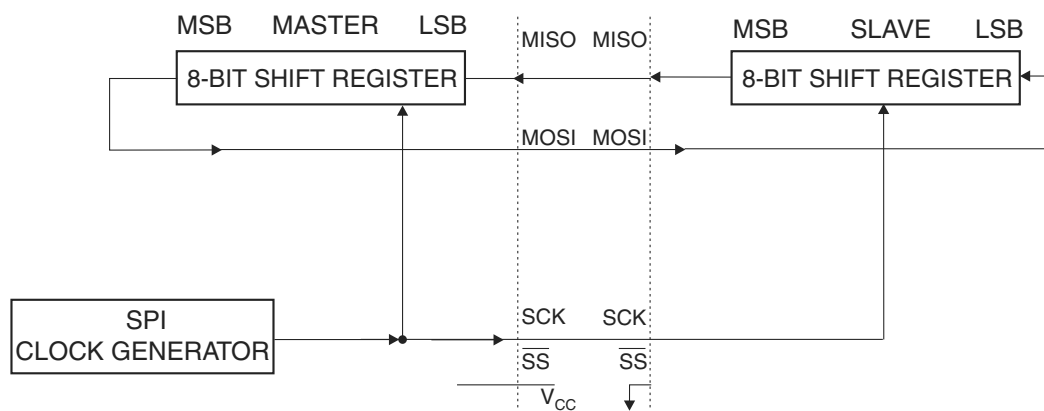 MSB MASTER LSB
8-BIT SHIFT REGISTER
MISO MISO
MSB SLAVE LSB
8-BIT SHIFT REGISTER
MOSI MOSI
SPI
CLOCK GENERATOR
SCK SCK
SS SS
VCC